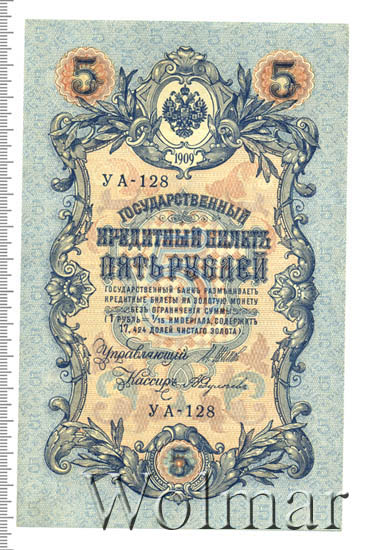 5 5
1909
УА-128
ГОСУДАРСТВЕННЫЙ
КРЕДИТНЫЙ БИЛЕТЪ
ПЯТЬ РУБЛЕЙ
ГОСУДАРСТВЕННЫЙ БАНКЪ РАЗМѢНИВАЕТЪ
КРЕДИТНЫЕ БИЛЕТЫ НА ЗОЛОТУЮ МОНЕТУ
БЕЗЪ ОГРАНИЧЕНІЯ СУММЫ
(1 РУБЛЬ = 1/15 ИМПЕРІАЛА, СОДЕРЖИТЪ
17,424 ДОЛЕЙ ЧИСТАГО ЗОЛОТА)
Управляющій
Кассиръ
УА-128
5
Wolmar